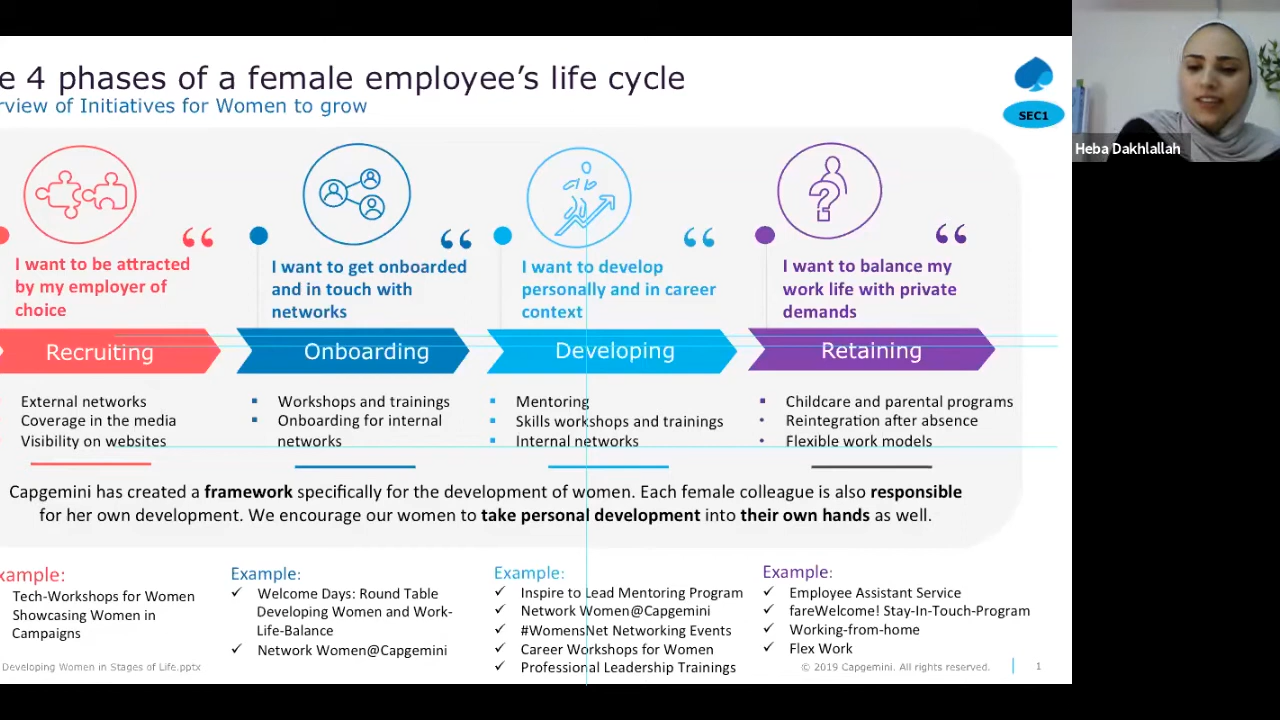 e 4 phases of a female employee’s life cycle
rview of Initiatives for Women to grow
SEC1
Heba Dakhlallah
“
I want to be attracted
by my employer of
choice
“
I want to get onboarded
and in touch with
networks
“
I want to develop
personally and in career
context
“
I want to balance my
work life with private
demands
Recruiting
Onboarding
Developing
Retaining
External networks
Coverage in the media
Visibility on websites
▪ Workshops and trainings
▪ Onboarding for internal
networks
▪ Mentoring
▪ Skills workshops and trainings
▪ Internal networks
▪ Childcare and parental programs
• Reintegration after absence
• Flexible work models
Capgemini has created a framework specifically for the development of women. Each female colleague is also responsible
for her own development. We encourage our women to take personal development into their own hands as well.
xample:
Tech-Workshops for Women
Showcasing Women in
Campaigns
Example:
✓ Welcome Days: Round Table
Developing Women and Work-
Life-Balance
✓ Network Women@Capgemini
Example:
✓ Inspire to Lead Mentoring Program
✓ Network Women@Capgemini
✓ #WomensNet Networking Events
✓ Career Workshops for Women
✓ Professional Leadership Trainings
Example:
✓ Employee Assistant Service
✓ fareWelcome! Stay-In-Touch-Program
✓ Working-from-home
✓ Flex Work
Developing Women in Stages of Life.pptx
© 2019 Capgemini. All rights reserved.
1